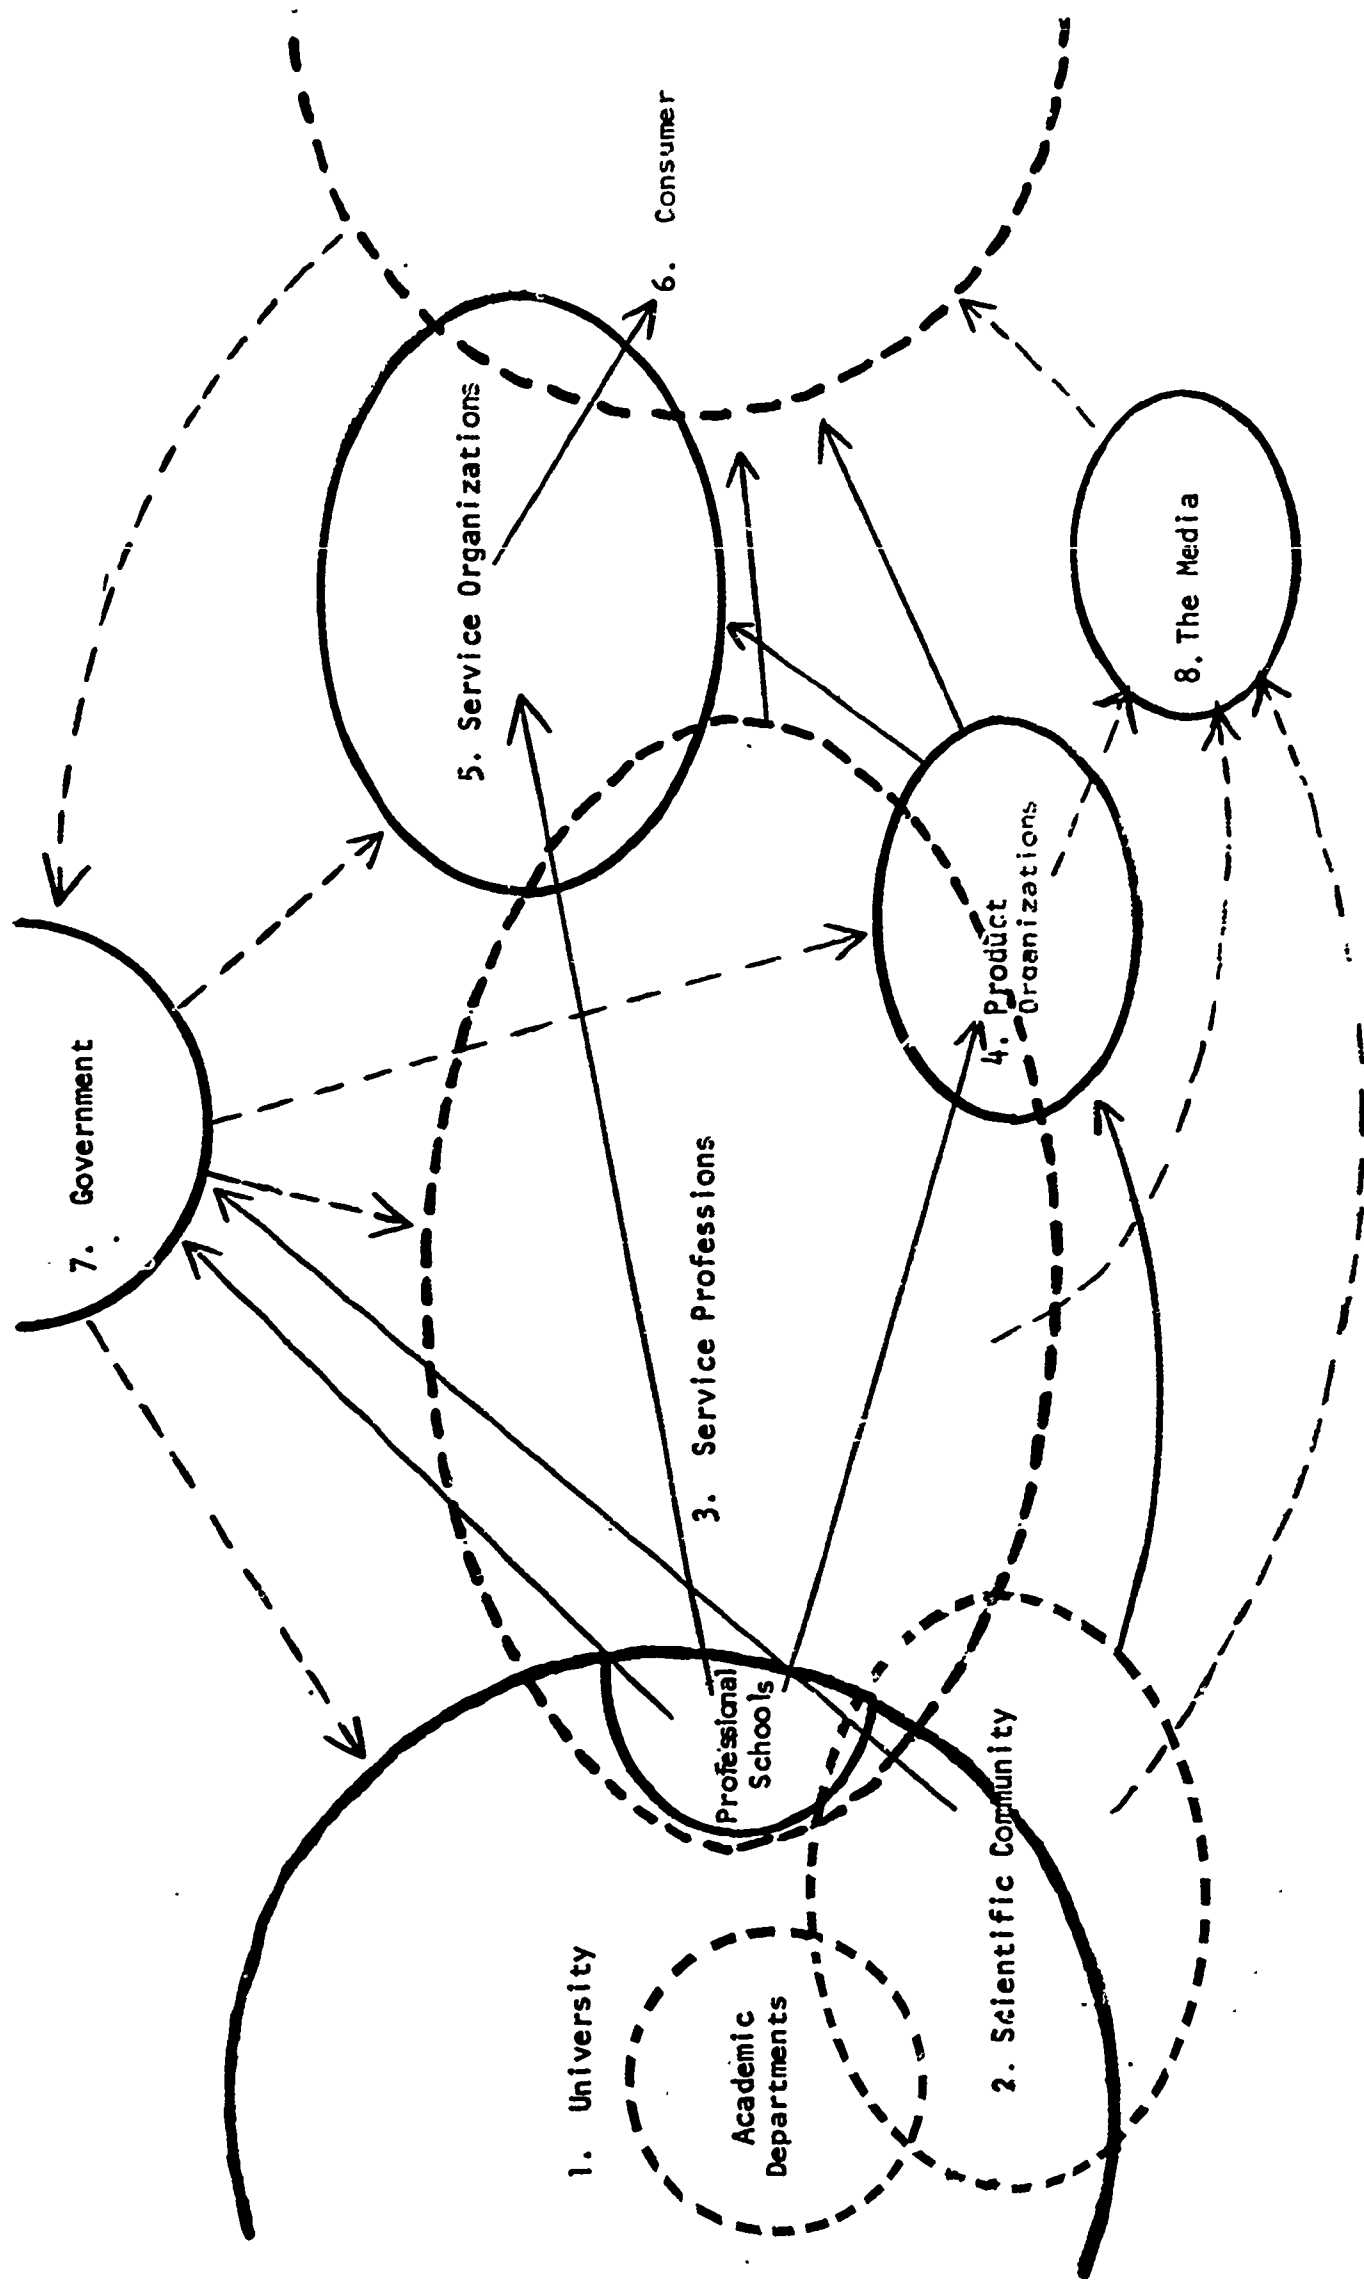 7. Government
5. Service Organizations
6. Consumer
1. University
Professional
Schools
3. Service Professions
Academic
Departments
2. Scientific Community
4. Product
Organizations
8. The Media